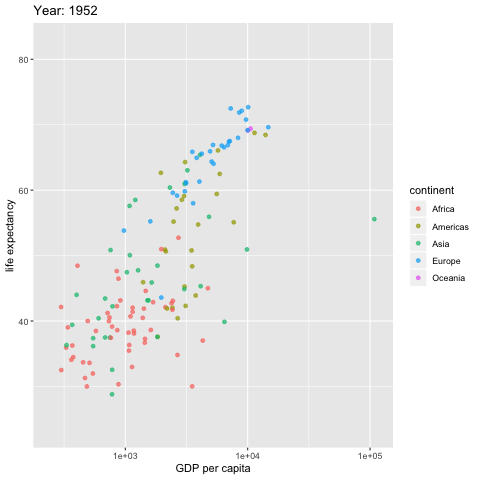 Year: 1952
life expectancy
80
60
40
1e+03
1e+04
1e+05
GDP per capita
continent
Africa
Americas
Asia
Europe
Oceania